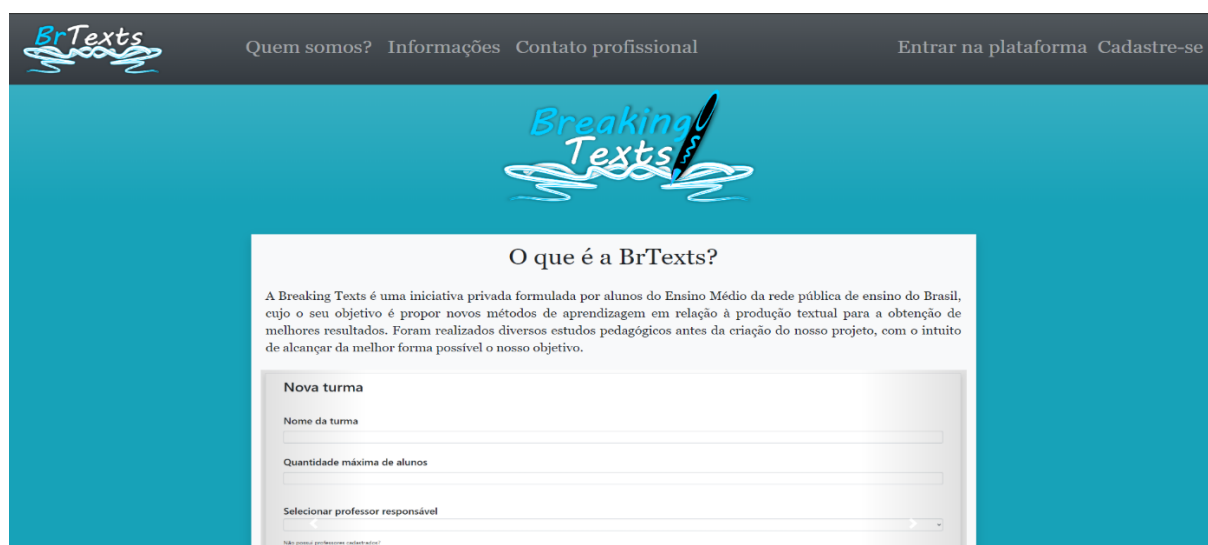 BrTexts
Quem somos? Informações Contato profissional
Entrar na plataforma Cadastre-se
Breaking
Texts
O que é a BrTexts?
A Breaking Texts é uma iniciativa privada formulada por alunos do Ensino Médio da rede pública de ensino do Brasil,
cujo o seu objetivo é propor novos métodos de aprendizagem em relação à produção textual para a obtenção de
melhores resultados. Foram realizados diversos estudos pedagógicos antes da criação do nosso projeto, com o intuito
de alcançar da melhor forma possível o nosso objetivo.
Nova turma
Nome da turma
Quantidade máxima de alunos
Selecionar professor responsável
Não possui professores cadastrados?